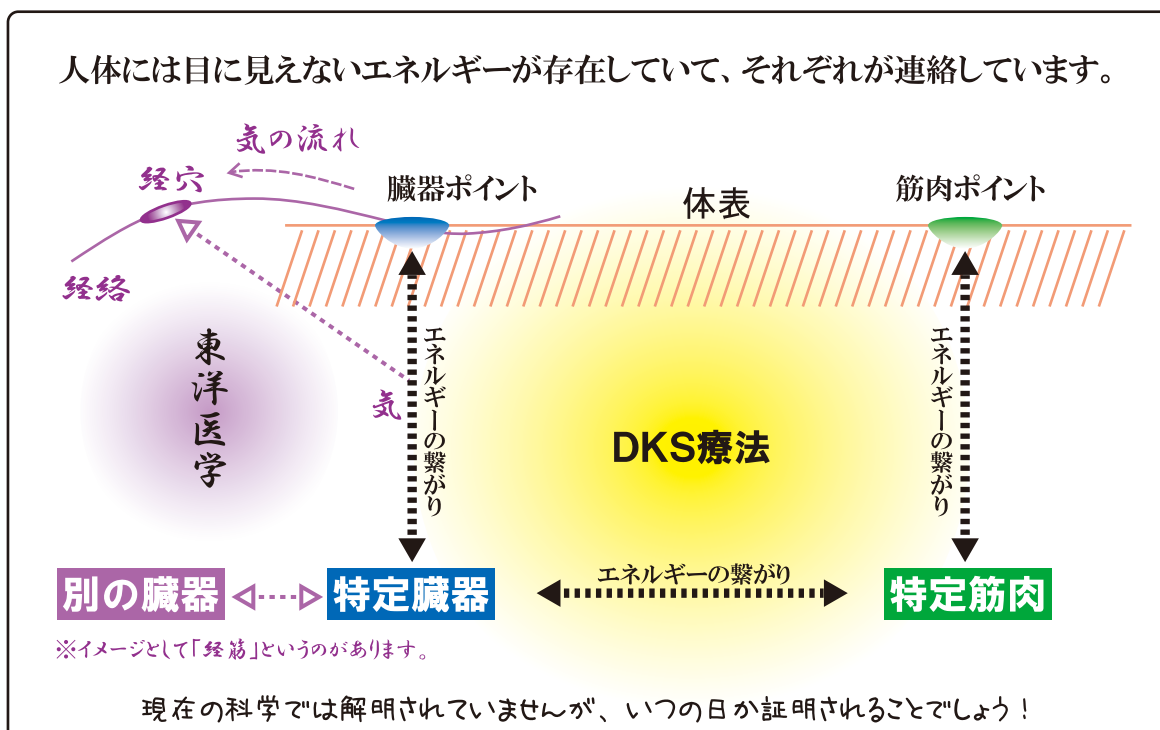 人体には目に見えないエネルギーが存在していて、それぞれが連絡しています。
気の流れ
経穴
臓器ポイント
体表
筋肉ポイント
経絡
東洋医学
気
エネルギーの繋がり
DKS療法
エネルギーの繋がり
別の臓器
特定臓器
エネルギーの繋がり
特定筋肉
※イメージとして「経筋」というのがあります。
現在の科学では解明されていませんが、いつの日か証明されることでしょう！